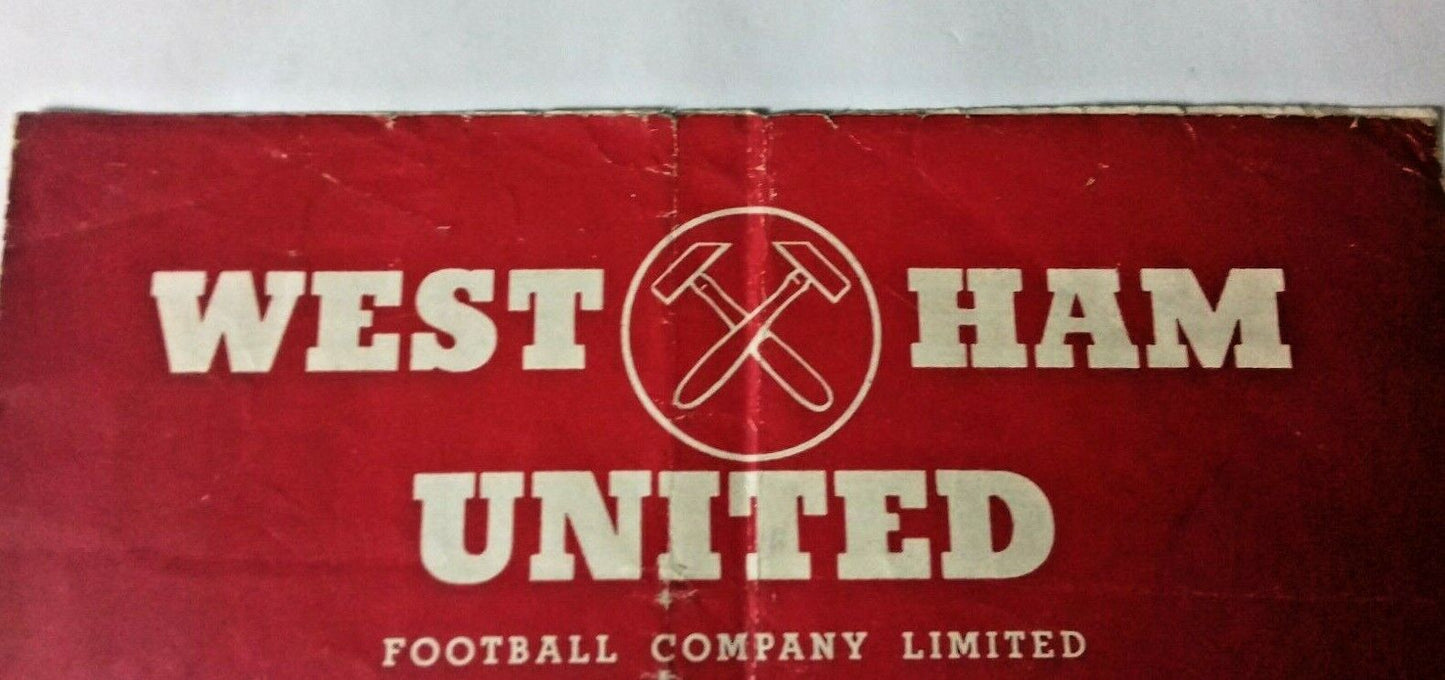 WEST HAM
UNITED
FOOTBALL COMPANY LIMITED